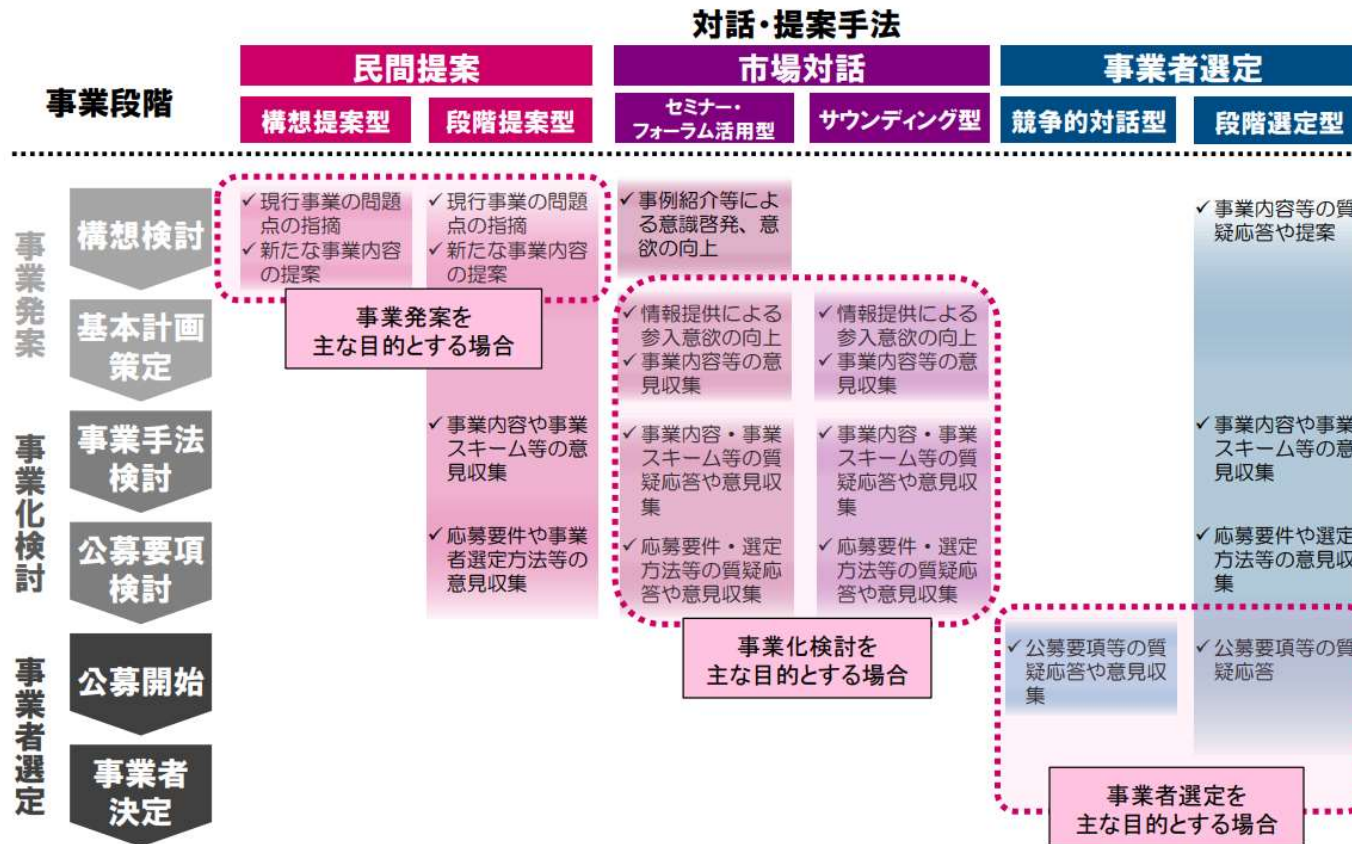 対話・提案手法
民間提案
市場対話
事業者選定
事業段階
構想提案型
段階提案型
セミナー・
フォーラム活用型
サウンディング型
競争的対話型
段階選定型
事業発案
構想検討
✓現行事業の問題
点の指摘
✓新たな事業内容
の提案
✓現行事業の問題
点の指摘
✓新たな事業内容
の提案
✓事例紹介等によ
る意識啓発、意
欲の向上
✓事業内容等の質
疑応答や提案
事業発案を
主な目的とする場合
基本計画
策定
✓情報提供による
参入意欲の向上
✓事業内容等の意
見収集
✓情報提供による
参入意欲の向上
✓事業内容等の意
見収集
事業化検討
事業手法
検討
✓事業内容や事業
スキーム等の意
見収集
✓事業内容・事業
スキーム等の質
疑応答や意見収
集
✓事業内容・事業
スキーム等の質
疑応答や意見収
集
✓事業内容や事業
スキーム等の意
見収集
公募要項
検討
✓応募要件や事業
者選定方法等の
意見収集
✓応募要件・選定
方法等の質疑応
答や意見収集
✓応募要件・選定
方法等の質疑応
答や意見収集
✓応募要件や選定
方法等の意見収
集
事業化検討を
主な目的とする場合
事業者選定
公募開始
✓公募要項等の質
疑応答や意見収
集
✓公募要項等の質
疑応答
事業者
決定
事業者選定を
主な目的とする場合